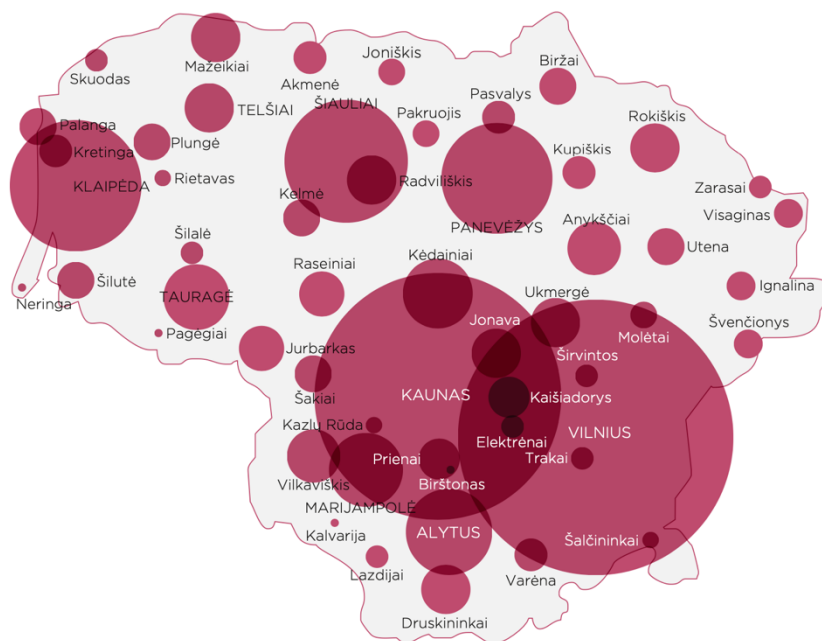 Skuodas
Mažeikiai
Akmenė
Joniškis
Biržai
TELŠIAI
ŠIAULIAI
Pakruojis
Pasvalys
Rokiškis
Palanga
Kretinga
Plungė
KLAIPĖDA
Rietavas
Kelmė
Radviliškis
Kupiškis
Zarasai
Visaginas
PANEVĖŽYS
Anykščiai
Utena
Šilalė
Šilutė
TAURAGĖ
Raseiniai
Kėdainiai
Ukmergė
Ignalina
Neringa
Pagėgiai
Jonava
Molėtai
Švenčionys
Jurbarkas
Širvintos
Šakiai
KAUNAS
Kaišiadorys
Kazlų Rūda
Elektrėnai
VILNIUS
Prienai
Trakai
Vilkaviškis
Birštonas
MARIJAMPOLĖ
Kalvarija
ALYTUS
Šalčininkai
Lazdijai
Varėna
Druskininkai